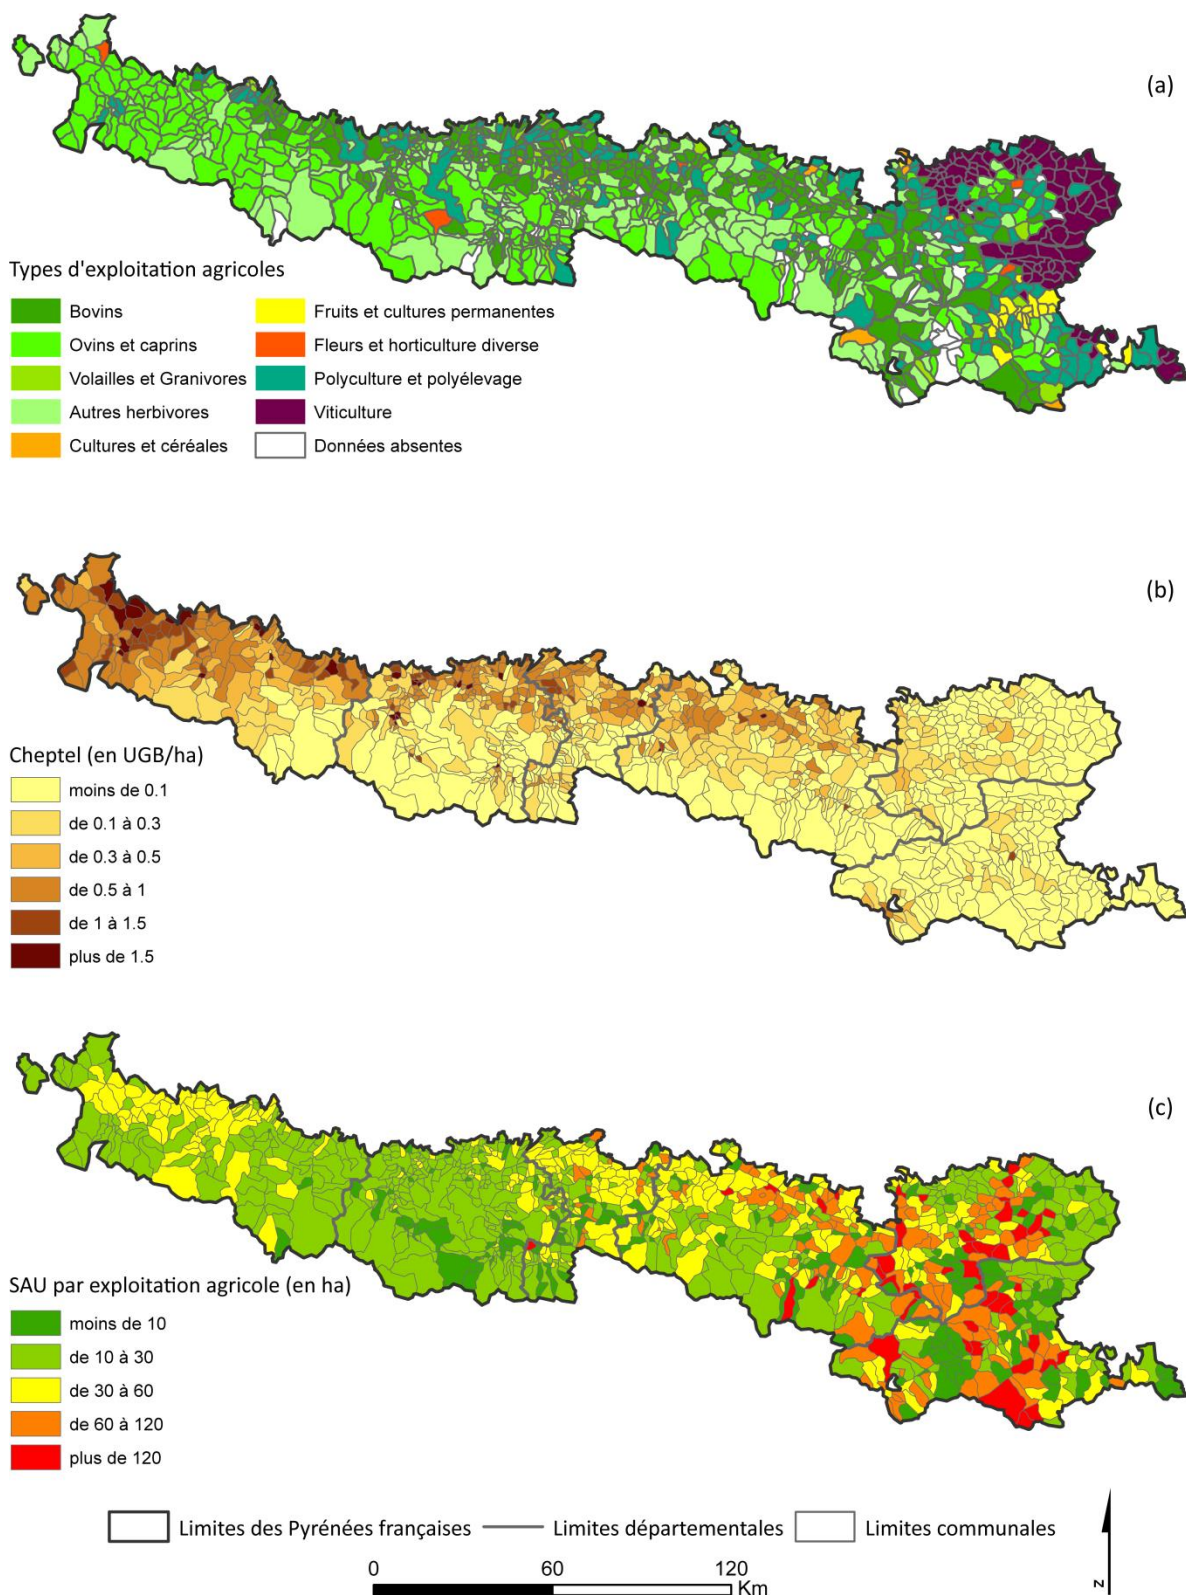 (a)
Types d'exploitation agricoles
Bovins
Ovins et caprins
Volailles et Granivores
Autres herbivores
Cultures et céréales
Fruits et cultures permanentes
Fleurs et horticulture diverse
Polyculture et polyélevage
Viticulture
Données absentes
(b)
Cheptel (en UGB/ha)
moins de 0.1
de 0.1 à 0.3
de 0.3 à 0.5
de 0.5 à 1
de 1 à 1.5
plus de 1.5
(c)
SAU par exploitation agricole (en ha)
moins de 10
de 10 à 30
de 30 à 60
de 60 à 120
plus de 120
Limites des Pyrénées françaises
Limites départementales
Limites communales
0 60 120
Km
N